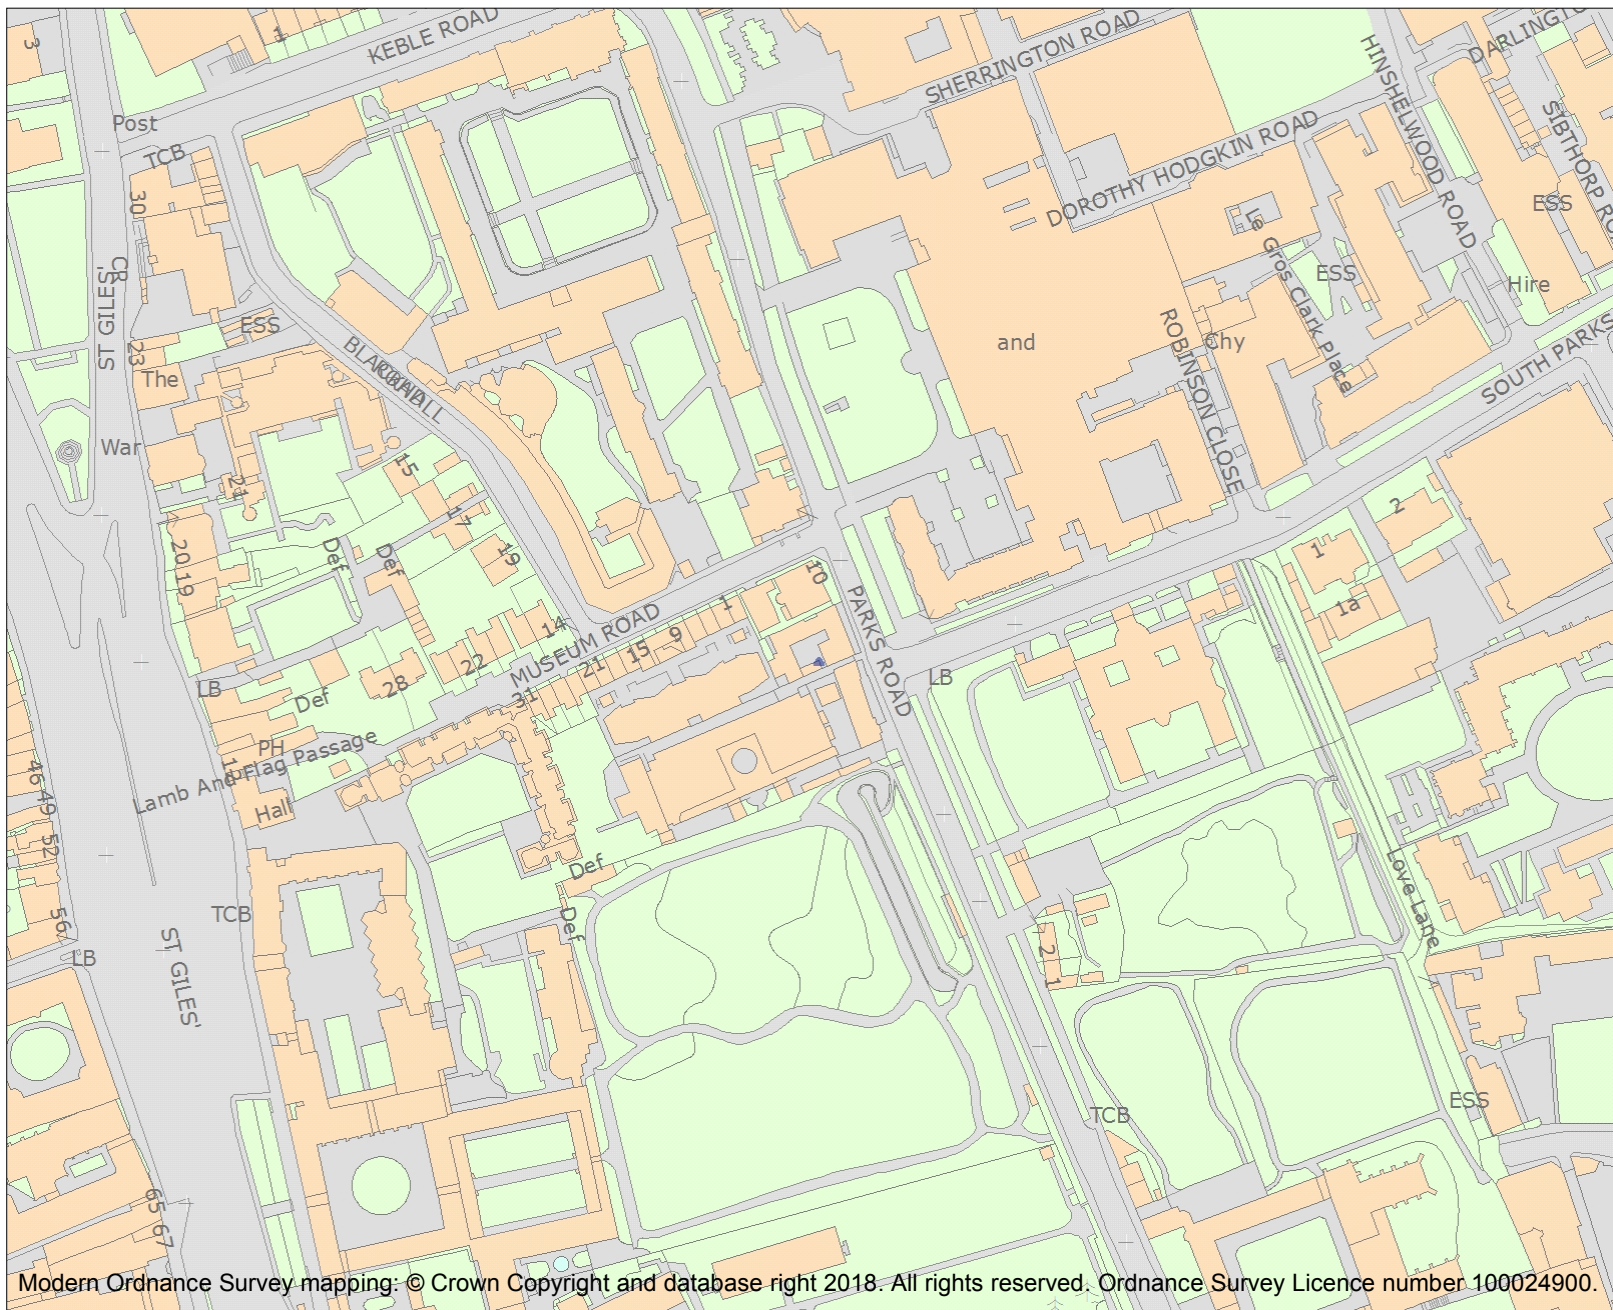 3
1
KEBLE ROAD
SHERRINGTON ROAD
HINSHELWOOD ROAD
Post
TCB
30
DOROTHY HODGKIN ROAD
ESS
CR
ST GILES'
Le Gros Clark Place
ESS
Hire
ESS
23
The
BLACKHALL
ROAD
and
ROBINSON CLOSE
Chy
SOUTH PARKS
War
21
15
17
19
2
1
1a
20
19
Def
Def
10
PARKS ROAD
MUSEUM ROAD
14
1
9
15
21
31
22
28
LB
Def
LB
PH
Lamb And Flag Passage
Hall
46
49
52
56
Def
Def
TCB
ST GILES'
LB
Love Lane
2
1
TCB
ESS
65
67
Modern Ordnance Survey mapping: © Crown Copyright and database right 2018. All rights reserved. Ordnance Survey Licence number 100024900.